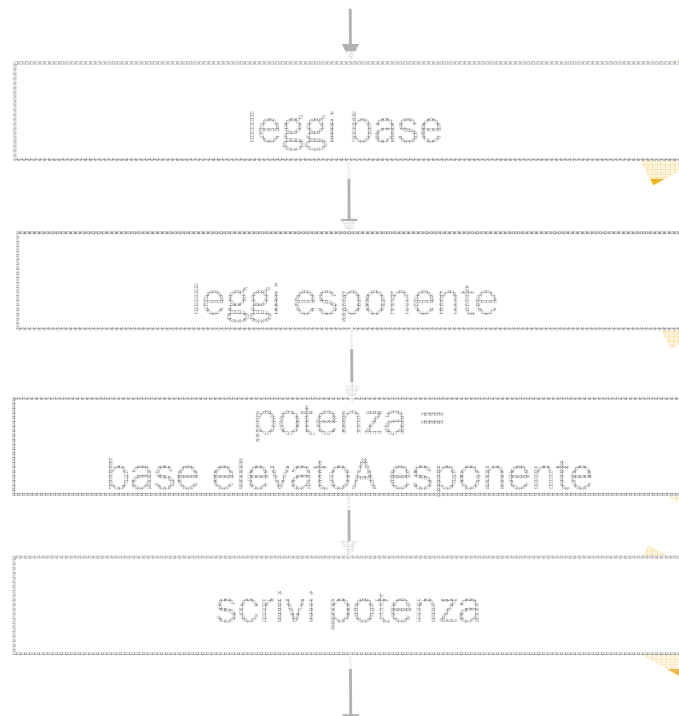 leggi base
leggi esponente
potenza =
base elevatoA esponente
scrivi potenza